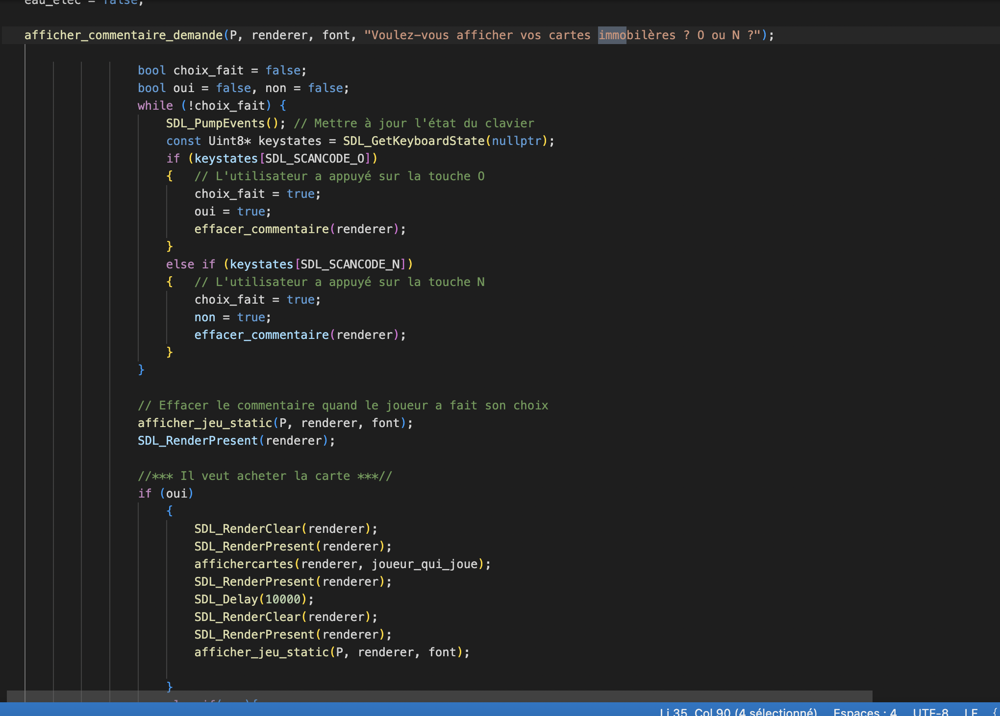 eau_elec = false;
afficher_commentaire_demande(P, renderer, font, "Voulez-vous afficher vos cartes immobilères ? O ou N ?");
bool choix_fait = false;
bool oui = false, non = false;
while (!choix_fait) {
SDL_PumpEvents(); // Mettre à jour l'état du clavier
const Uint8* keystates = SDL_GetKeyboardState(nullptr);
if (keystates[SDL_SCANCODE_O])
{ // L'utilisateur a appuyé sur la touche O
choix_fait = true;
oui = true;
effacer_commentaire(renderer);
}
else if (keystates[SDL_SCANCODE_N])
{ // L'utilisateur a appuyé sur la touche N
choix_fait = true;
non = true;
effacer_commentaire(renderer);
}
}
// Effacer le commentaire quand le joueur a fait son choix
afficher_jeu_static(P, renderer, font);
SDL_RenderPresent(renderer);
//*** Il veut acheter la carte ***//
if (oui)
{
SDL_RenderClear(renderer);
SDL_RenderPresent(renderer);
affichercartes(renderer, joueur_qui_joue);
SDL_RenderPresent(renderer);
SDL_Delay(10000);
SDL_RenderClear(renderer);
SDL_RenderPresent(renderer);
afficher_jeu_static(P, renderer, font);
}
Li 35, Col 90 (4 sélectionné) Espaces : 4 UTF-8 LF {